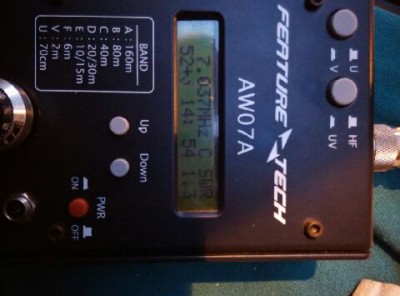 FEATURE TECH
AW07A
U
V
HF
UV
7.037MHz C SWR
14: 54 1.3
BAND
A : 160m
B : 80m
C : 40m
D : 20/30m
E : 10/15m
F : 6m
V : 2m
U : 70cm
Up
Down
PWR
ON
OFF